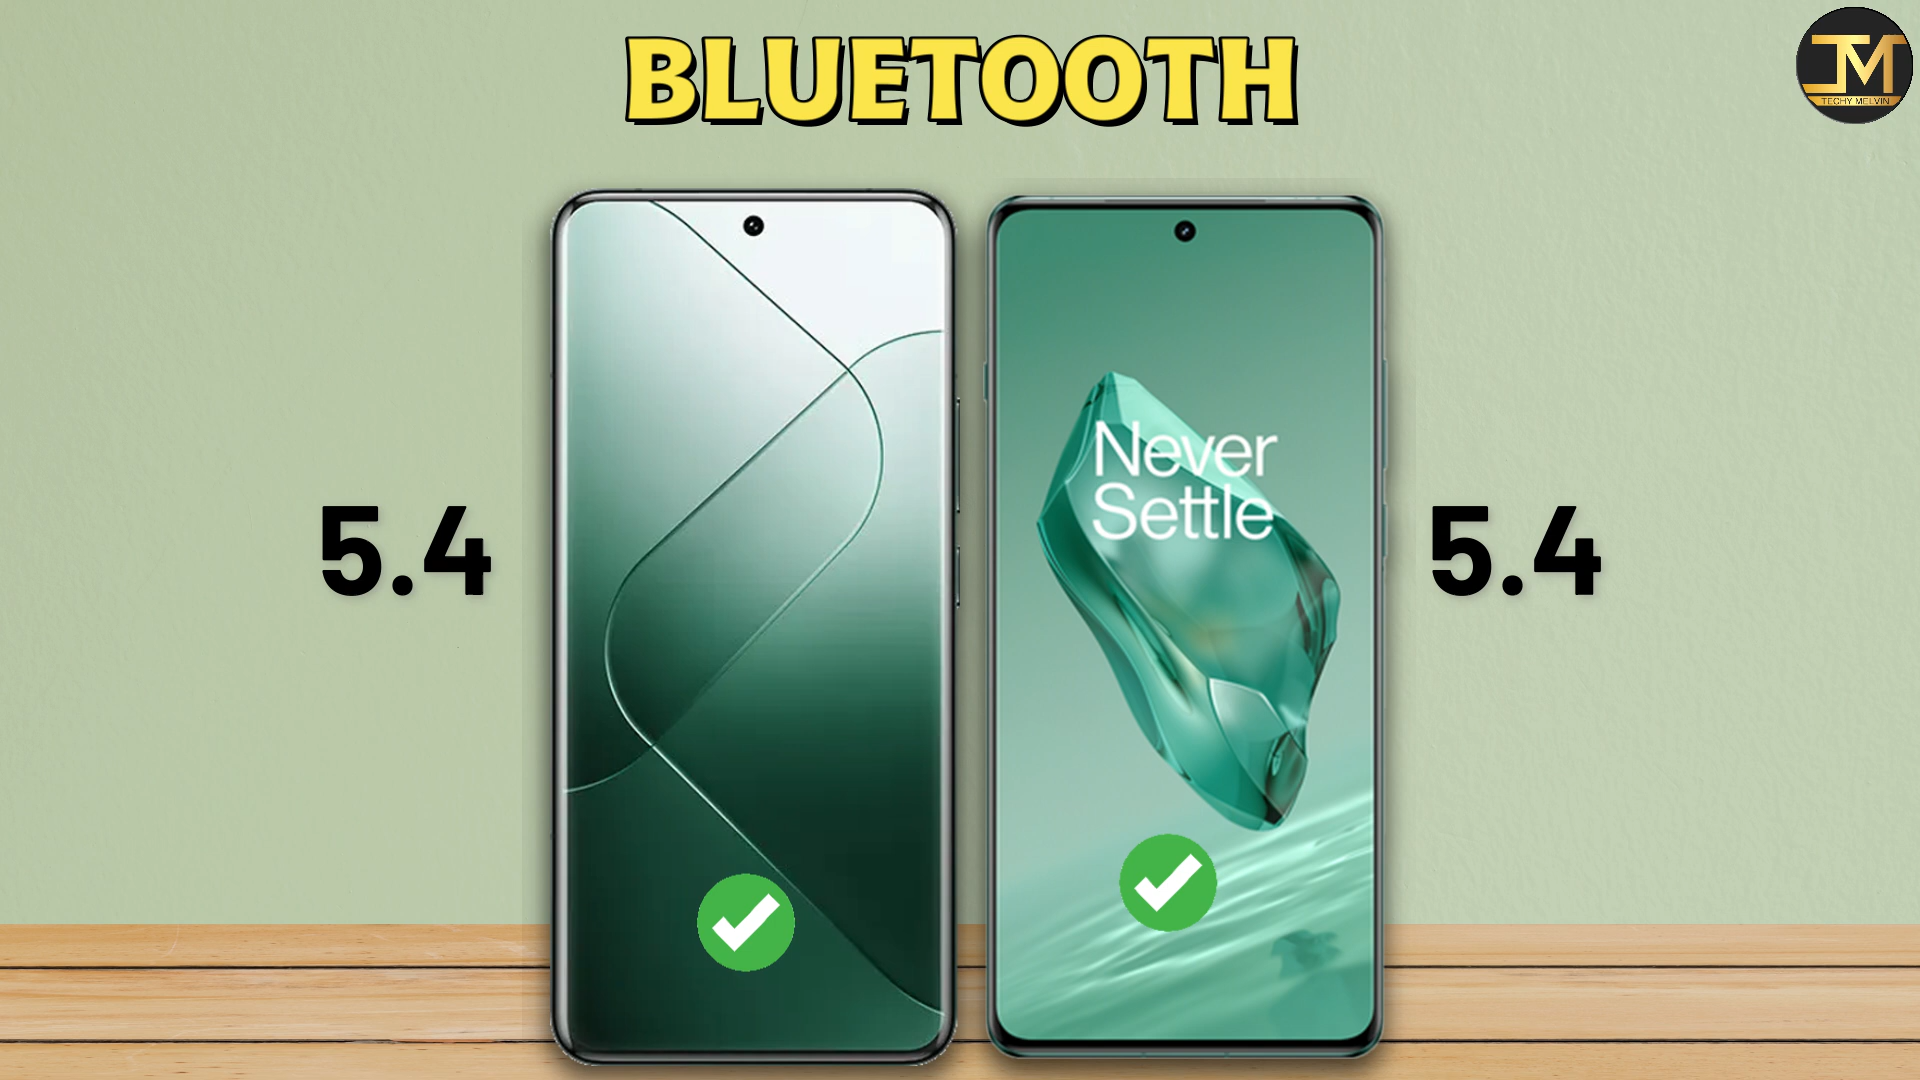 BLUETOOTH
TM
TECHY MELVIN
Never
Settle
5.4
5.4